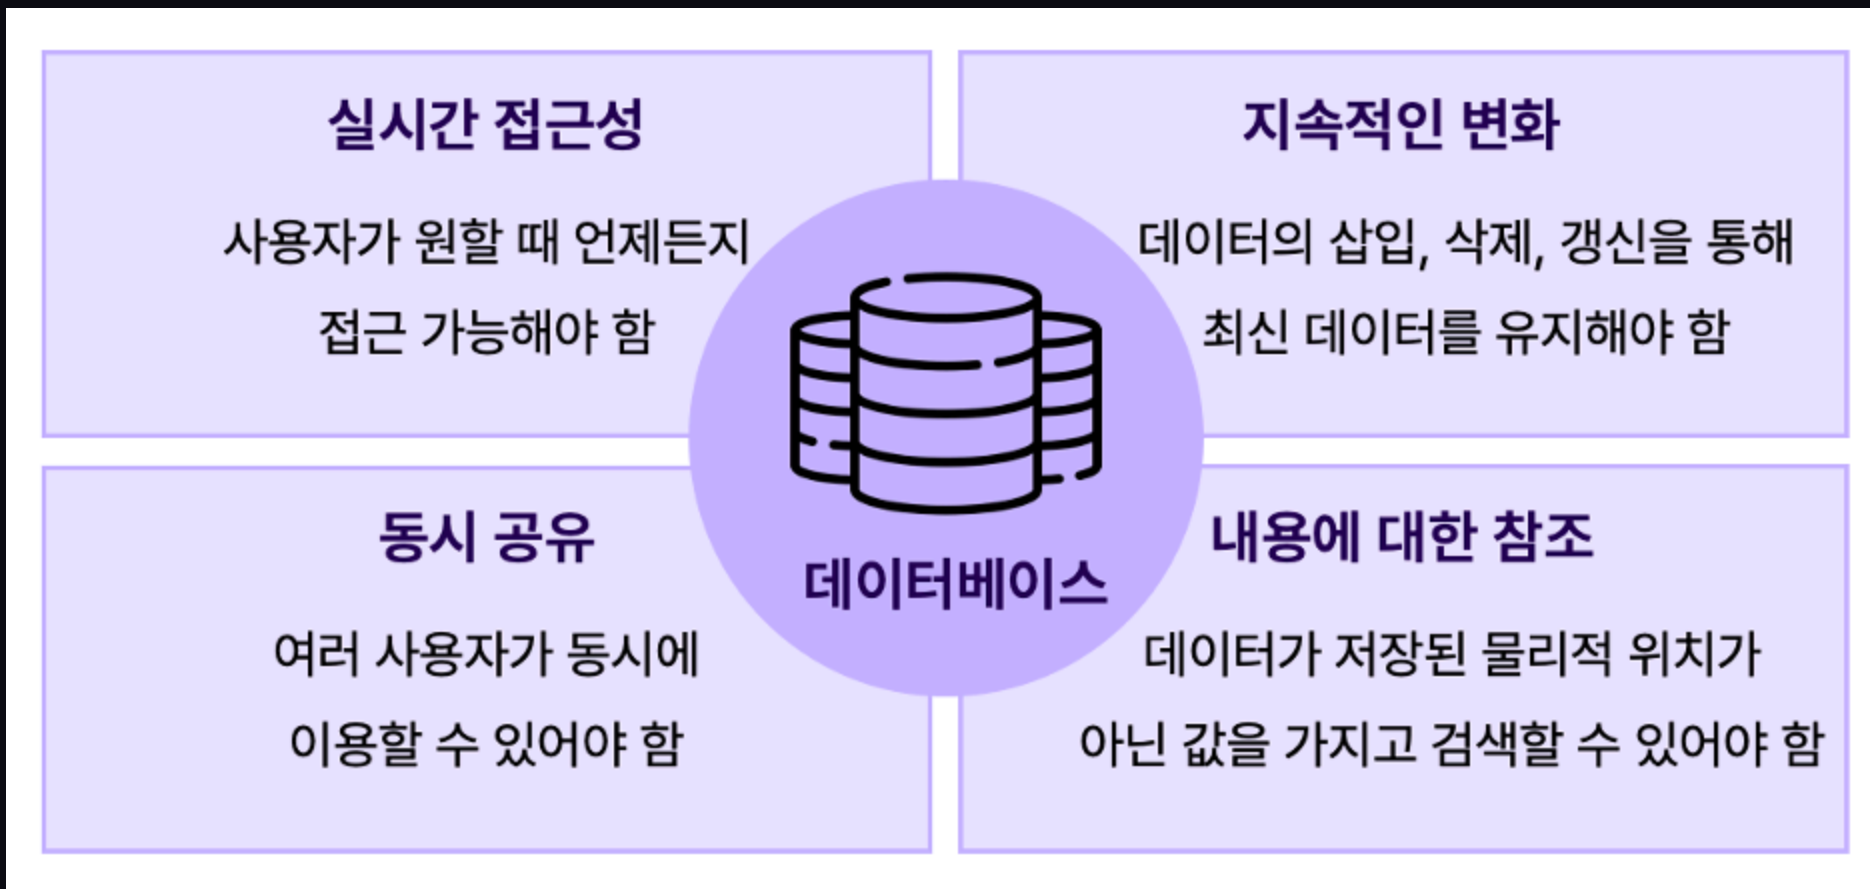 실시간 접근성
사용자가 원할 때 언제든지
접근 가능해야 함
지속적인 변화
데이터의 삽입, 삭제, 갱신을 통해
최신 데이터를 유지해야 함
데이터베이스
동시 공유
여러 사용자가 동시에
이용할 수 있어야 함
내용에 대한 참조
데이터가 저장된 물리적 위치가
아닌 값을 가지고 검색할 수 있어야 함